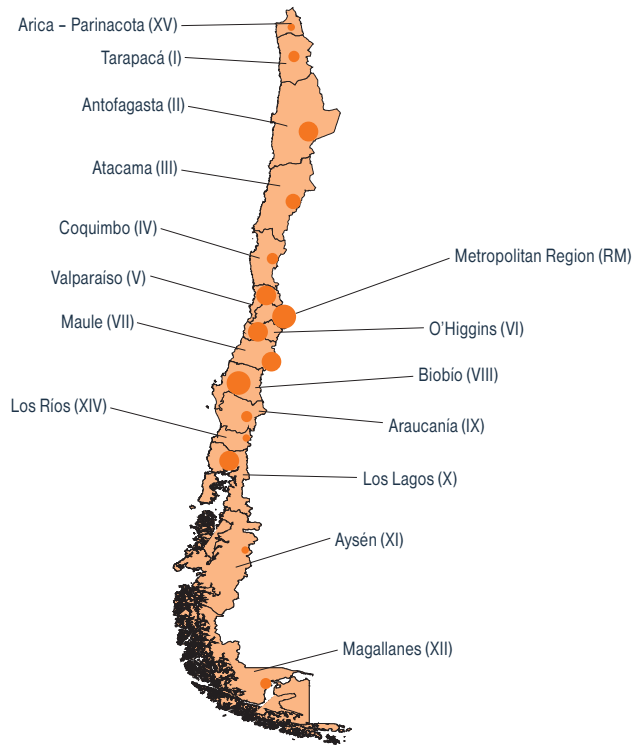 Arica – Parinacota (XV)
Tarapacá (I)
Antofagasta (II)
Atacama (III)
Coquimbo (IV)
Metropolitan Region (RM)
Valparaíso (V)
Maule (VII)
O'Higgins (VI)
Biobío (VIII)
Los Ríos (XIV)
Araucanía (IX)
Los Lagos (X)
Aysén (XI)
Magallanes (XII)